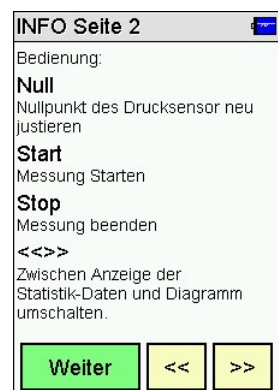 INFO Seite 2
Bedienung:
Null
Nullpunkt des Drucksensor neu
justieren
Start
Messung Starten
Stop
Messung beenden
<<>>
Zwischen Anzeige der
Statistik-Daten und Diagramm
umschalten.
Weiter << >>